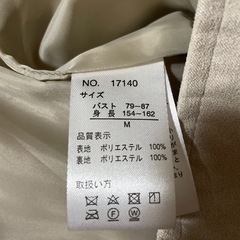 NO. 17140
サイズ
バスト 79-87
身 長 154-162
M
品質表示
表地 ポリエステル 100%
裏地 ポリエステル 100%
取扱い方